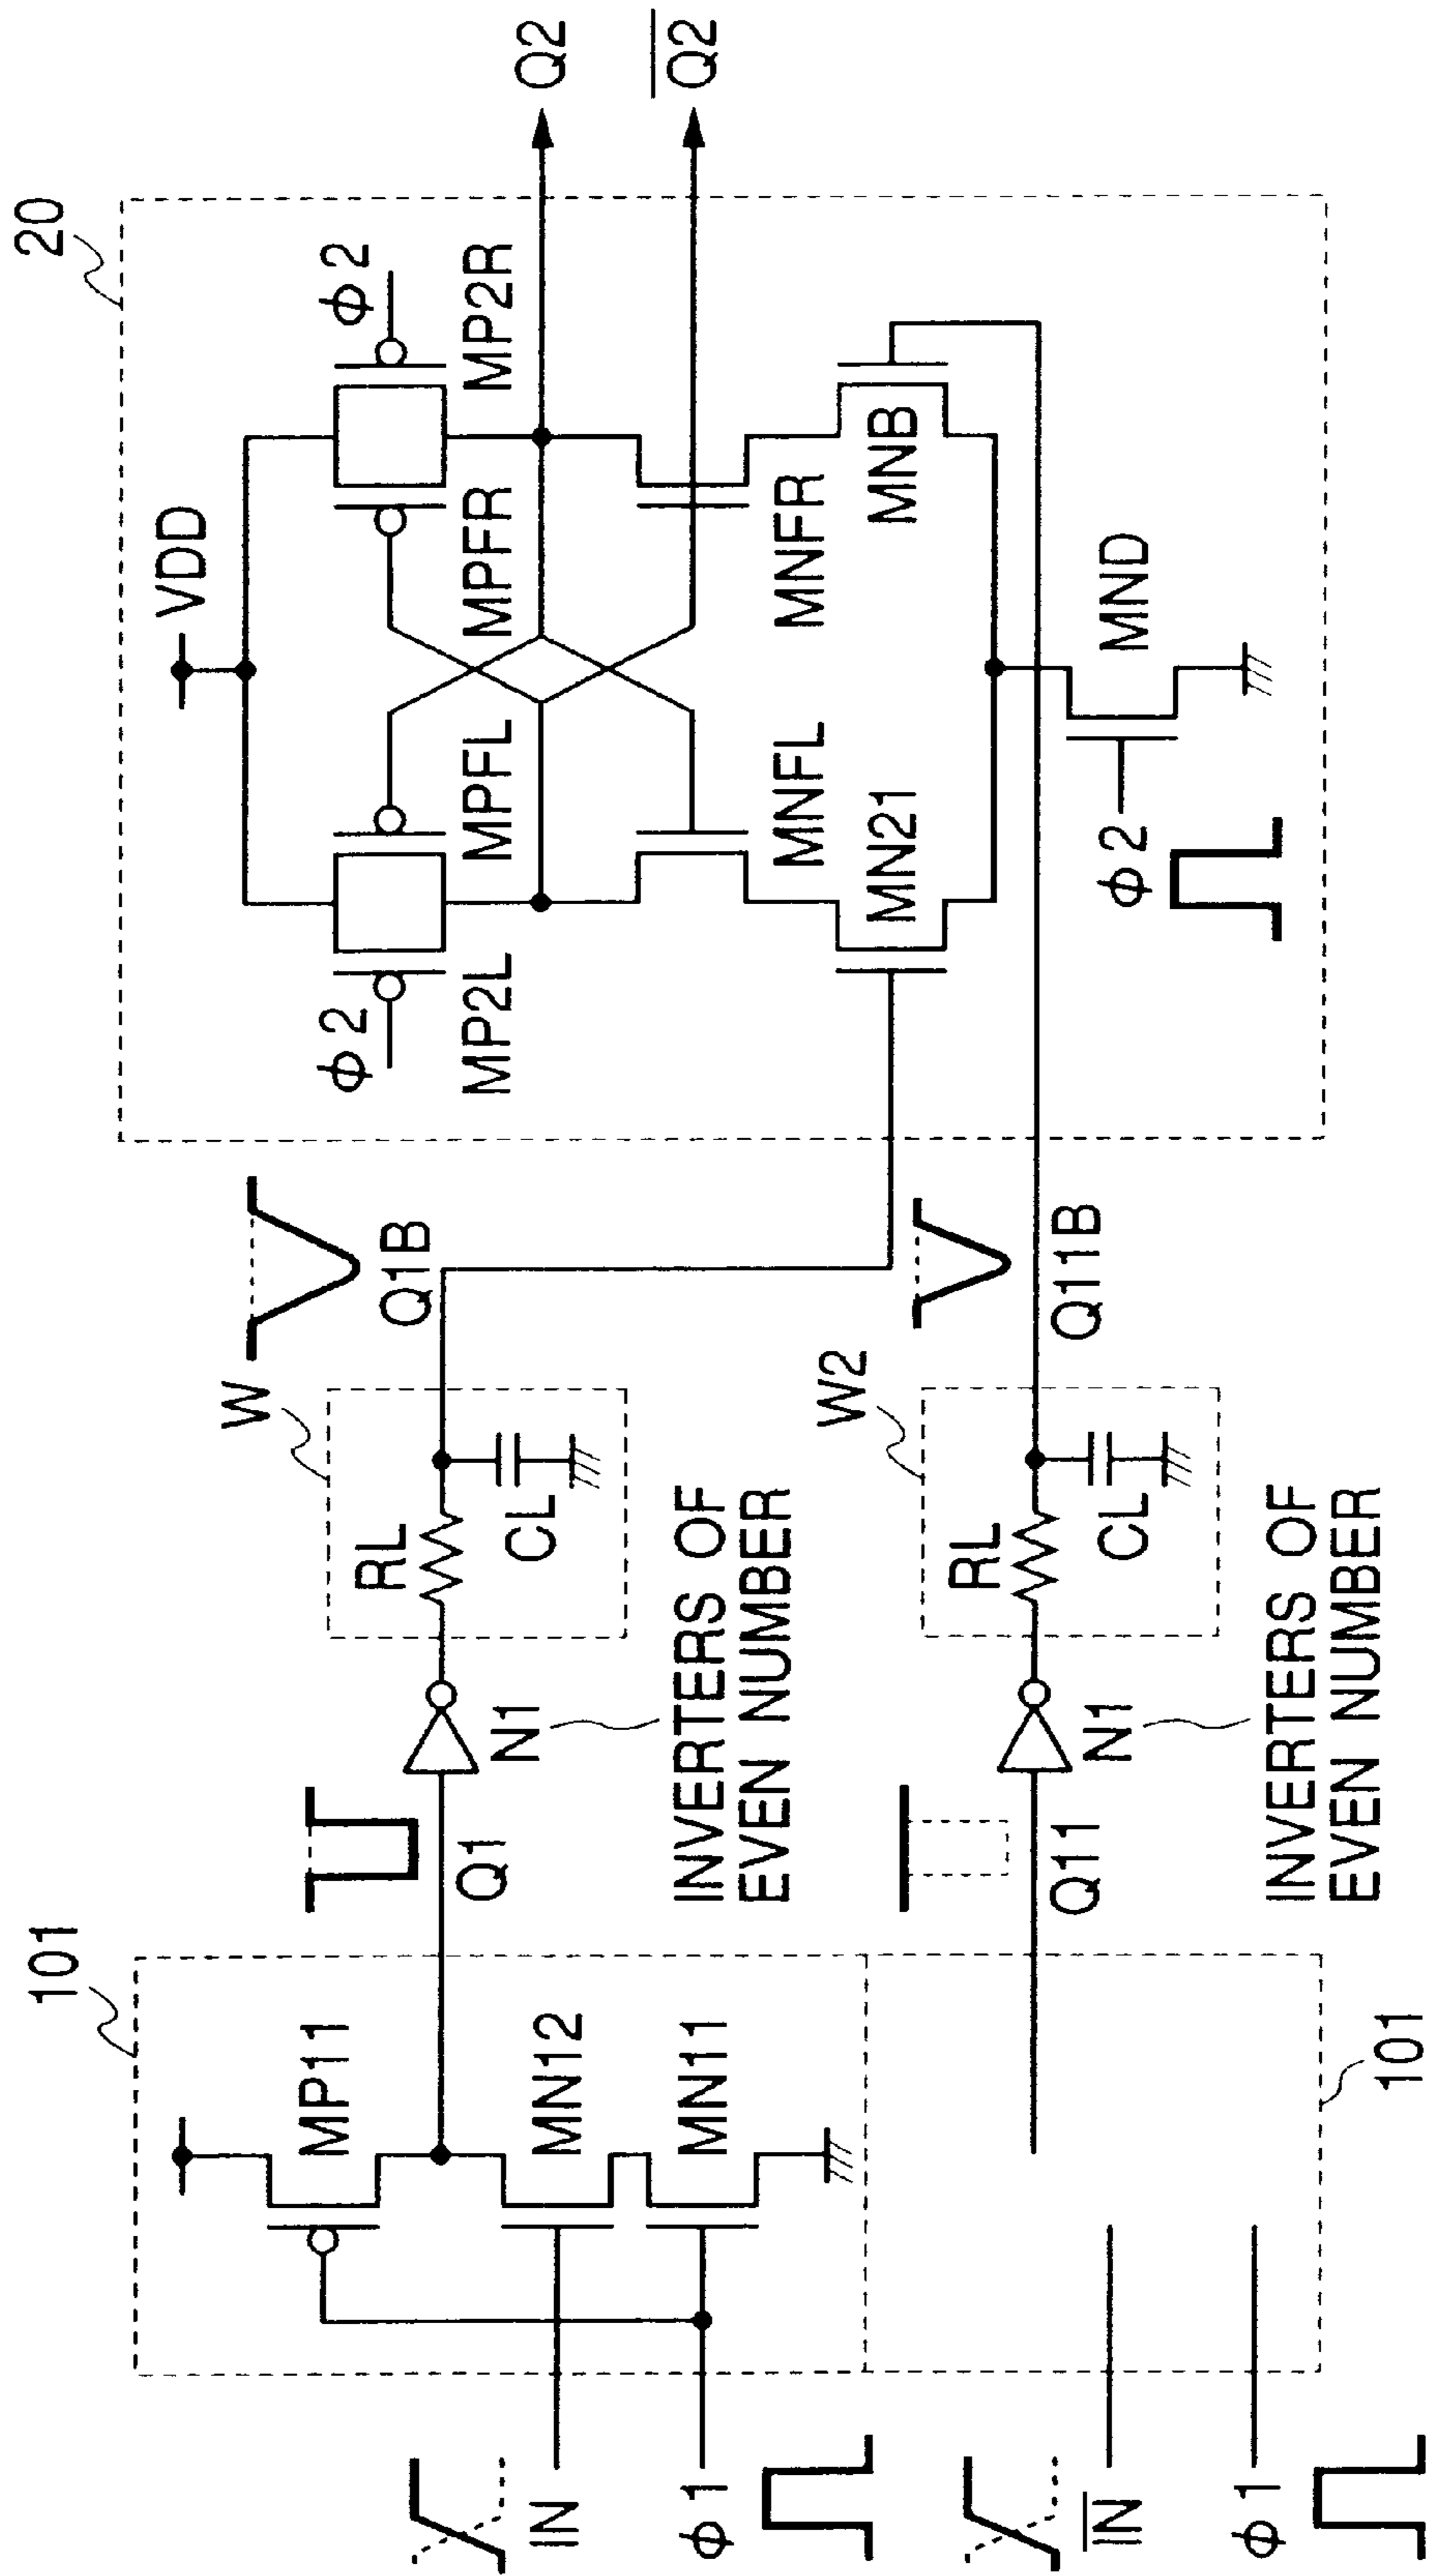 20
VDD
ϕ2
ϕ2
MP2L
MPFL
MPFR
MP2R
Q2
Q2
MNFL
MNFR
MN21
MNB
MND
ϕ2
W
Q1B
RL
CL
N1
Q1
INVERTERS OF
EVEN NUMBER
W2
Q11B
RL
CL
N1
Q11
INVERTERS OF
EVEN NUMBER
101
MP11
MN12
MN11
IN
ϕ1
IN
ϕ1
101